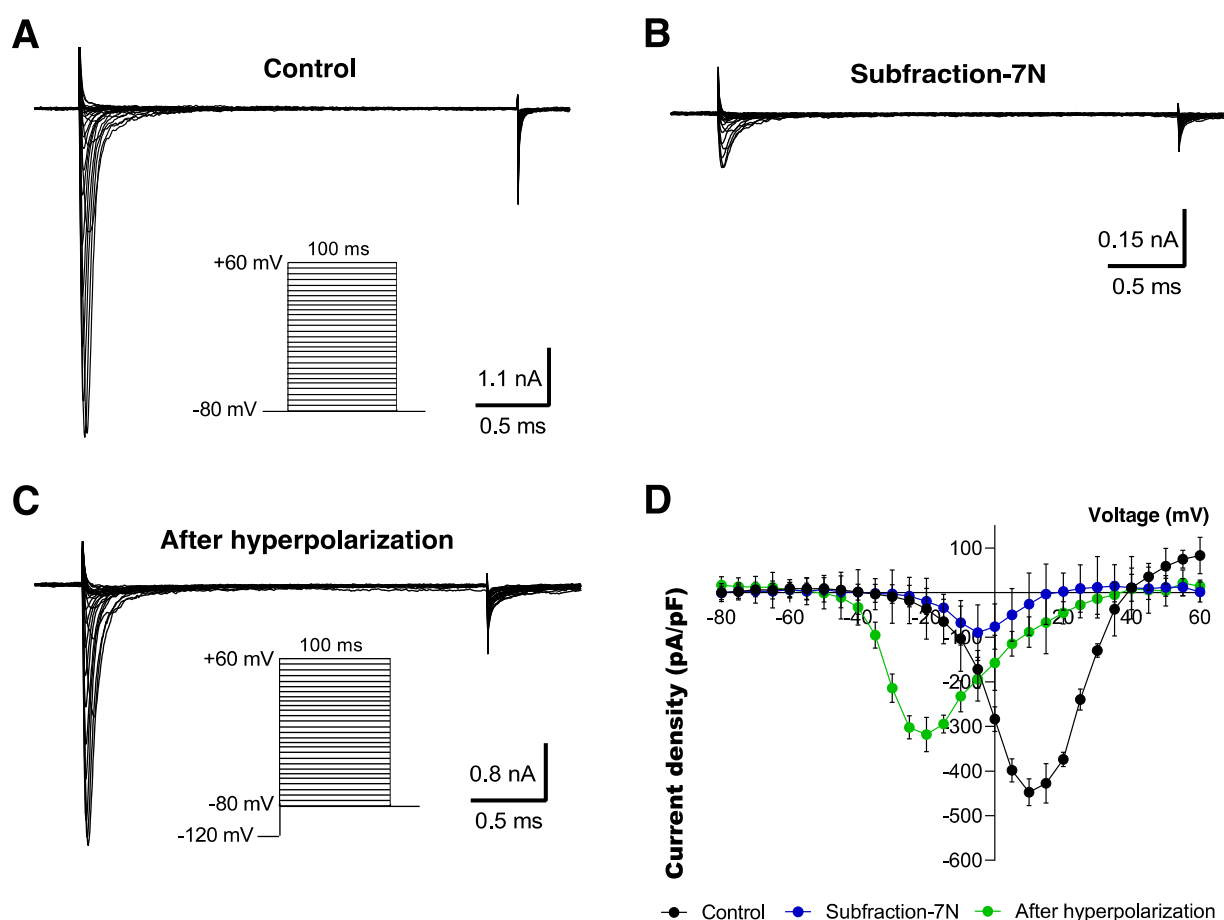 A
Control
+60 mV
100 ms
-80 mV
1.1 nA
0.5 ms
B
Subfraction-7N
0.15 nA
0.5 ms
C
After hyperpolarization
+60 mV
100 ms
-80 mV
-120 mV
0.8 nA
0.5 ms
D
Voltage (mV)
Current density (pA/pF)
100
-80 -60 -40 -20 20 40 60
-100
-200
-300
-400
-500
-600
Control Subfraction-7N After hyperpolarization